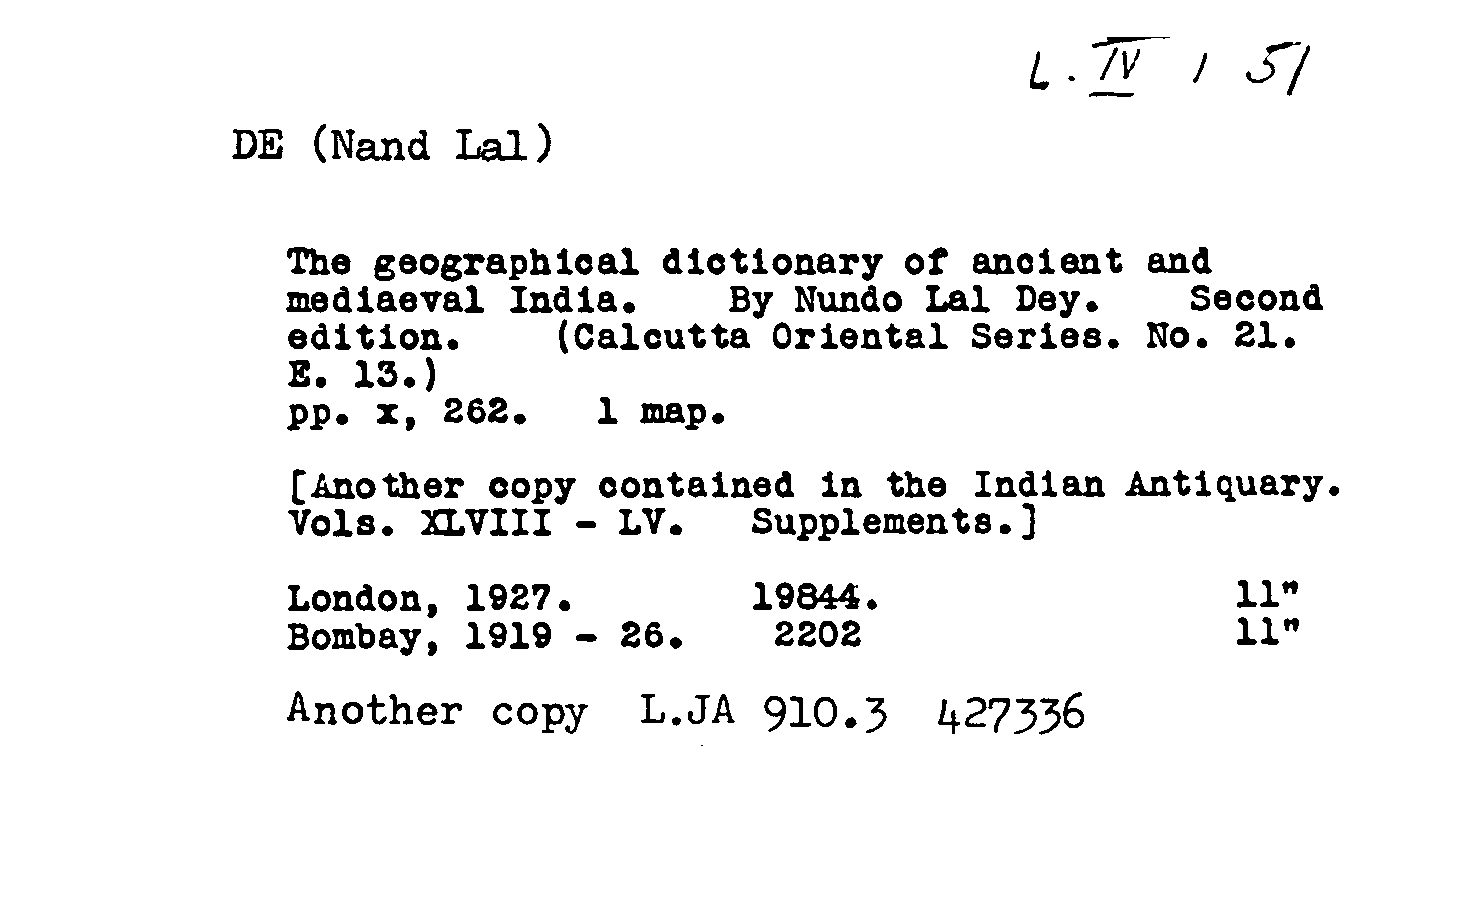 L. IV 1 51
DE (Nand Lal)
The geographical dictionary of ancient and
mediaeval India. By Nundo Lal Dey. Second
edition. (Calcutta Oriental Series. No. 21.
E. 13.)
pp. x, 262. 1 map.
[Another copy contained in the Indian Antiquary.
Vols. XLVIII - LV. Supplements.]
London, 1927. 19844. 11"
Bombay, 1919 - 26. 2202 11"
Another copy L.JA 910.3 427336